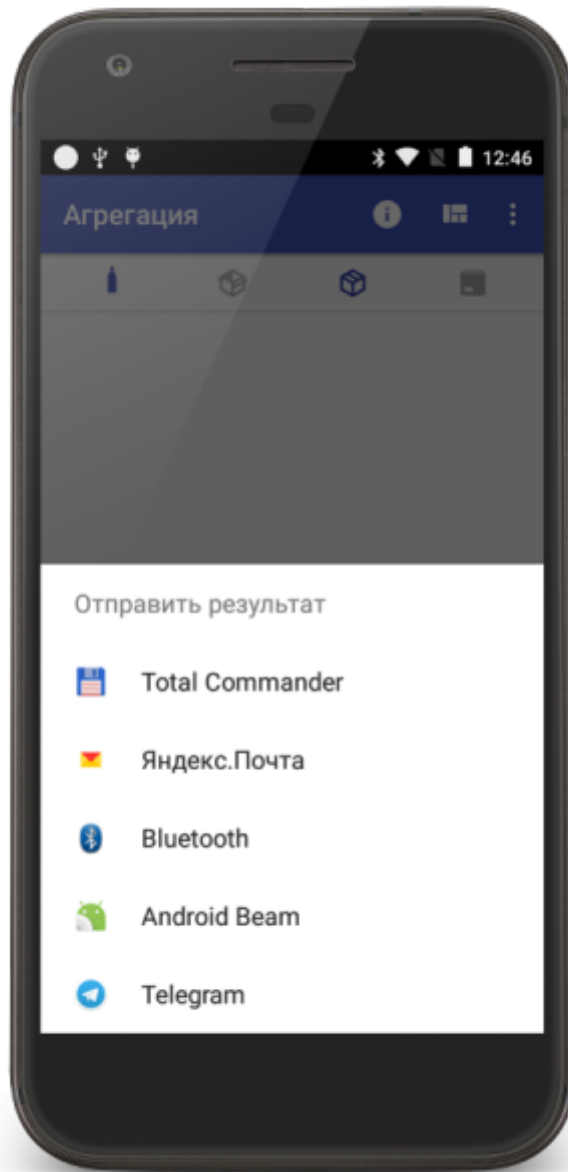 12:46
Агрегация
Отправить результат
Total Commander
Яндекс.Почта
Bluetooth
Android Beam
Telegram